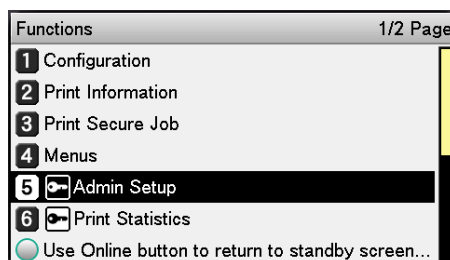 Functions 1/2 Page
1 Configuration
2 Print Information
3 Print Secure Job
4 Menus
5 Admin Setup
6 Print Statistics
Use Online button to return to standby screen...